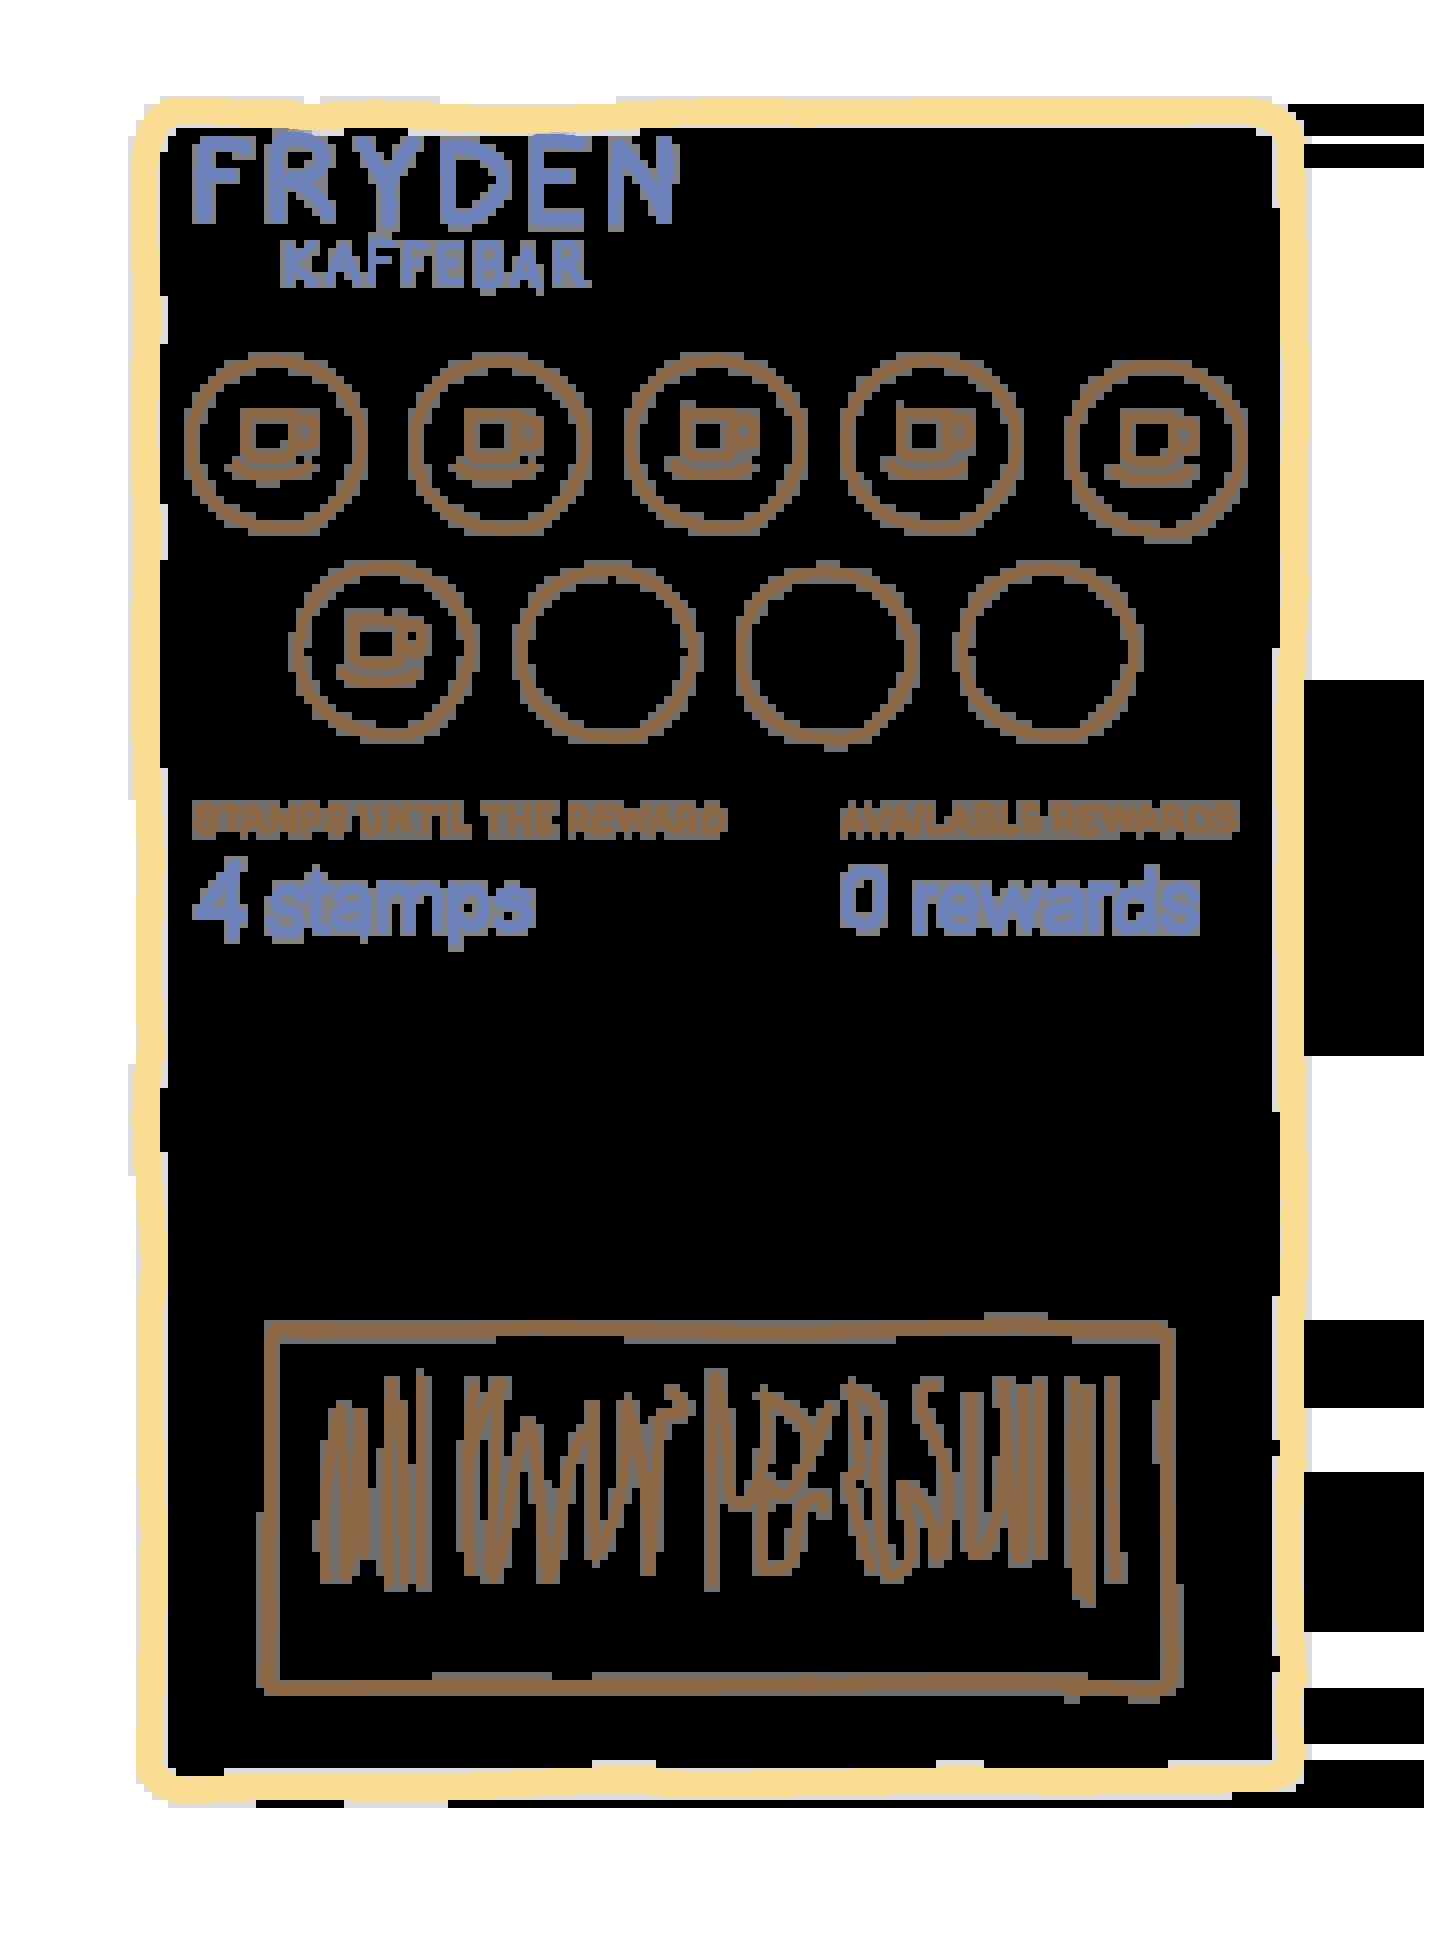 FRYDEN
KAFFEBAR
STAMPS UNTIL THE REWARD
AVAILABLE REWARDS
4 stamps
0 rewards